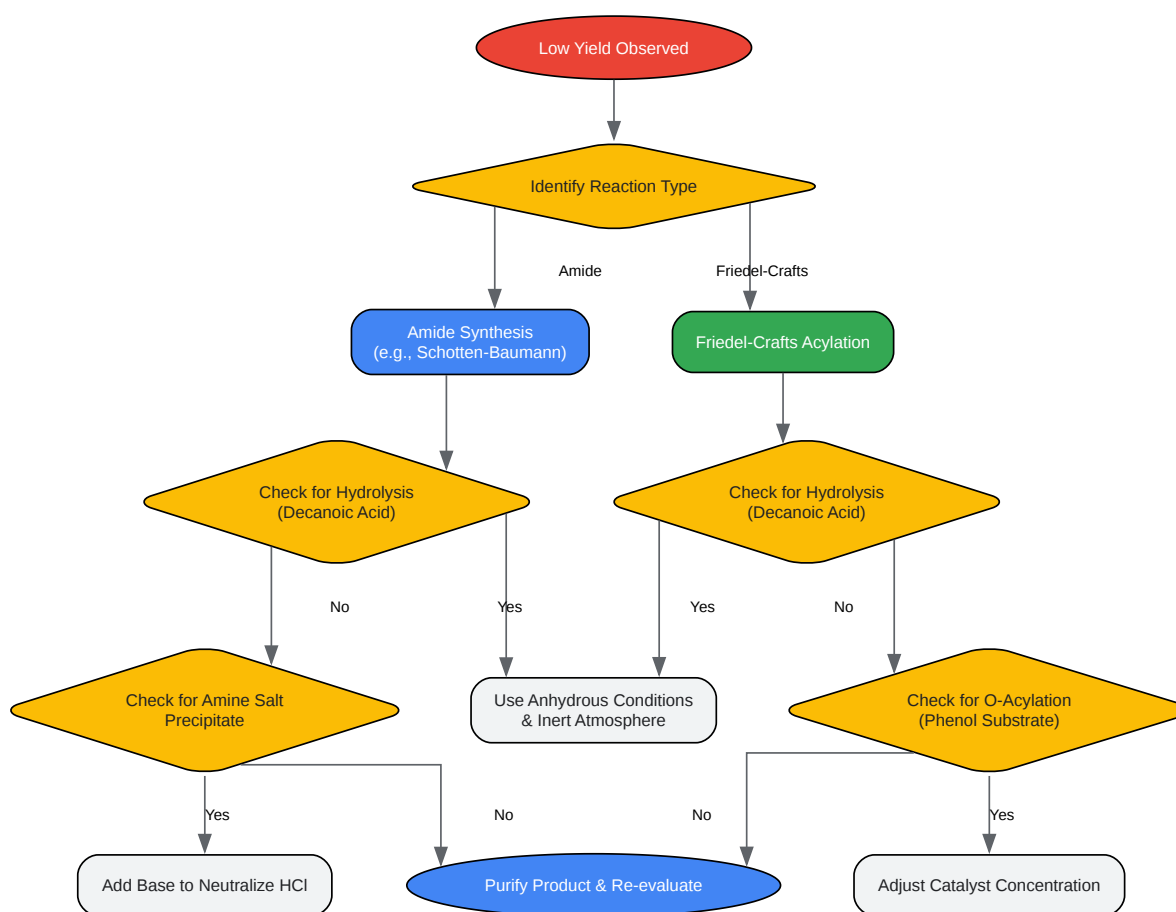 Low Yield Observed
Identify Reaction Type
Amide
Friedel-Crafts
Amide Synthesis
(e.g., Schotten-Baumann)
Friedel-Crafts Acylation
Check for Hydrolysis
(Decanoic Acid)
Check for Hydrolysis
(Decanoic Acid)
No
Yes
Yes
No
Check for Amine Salt
Precipitate
Use Anhydrous Conditions
& Inert Atmosphere
Check for O-Acylation
(Phenol Substrate)
Yes
No
No
Yes
Add Base to Neutralize HCl
Purify Product & Re-evaluate
Adjust Catalyst Concentration